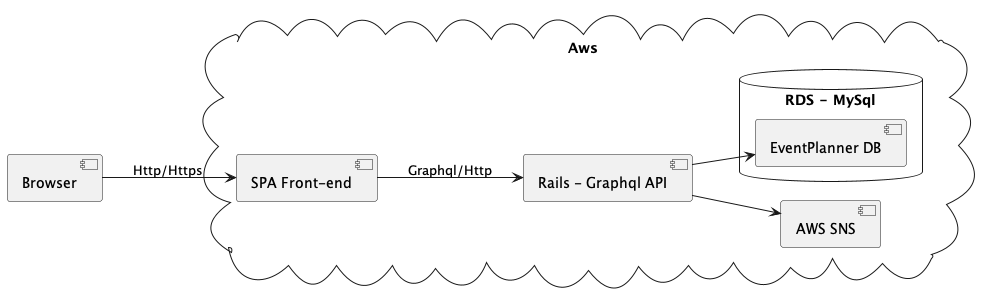 Aws
RDS - MySql
EventPlanner DB
Http/Https
Graphql/Http
Browser
SPA Front-end
Rails - Graphql API
AWS SNS